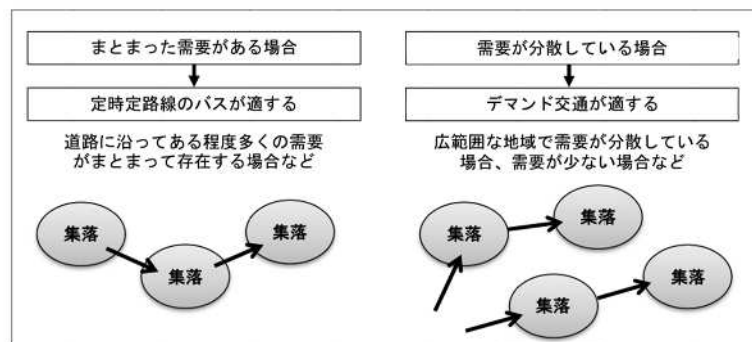 まとまった需要がある場合
定時定路線のバスが適する
道路に沿ってある程度多くの需要
がまとまって存在する場合など
集落
集落
集落
需要が分散している場合
デマンド交通が適する
広範囲な地域で需要が分散している
場合、需要が少ない場合など
集落
集落
集落
集落